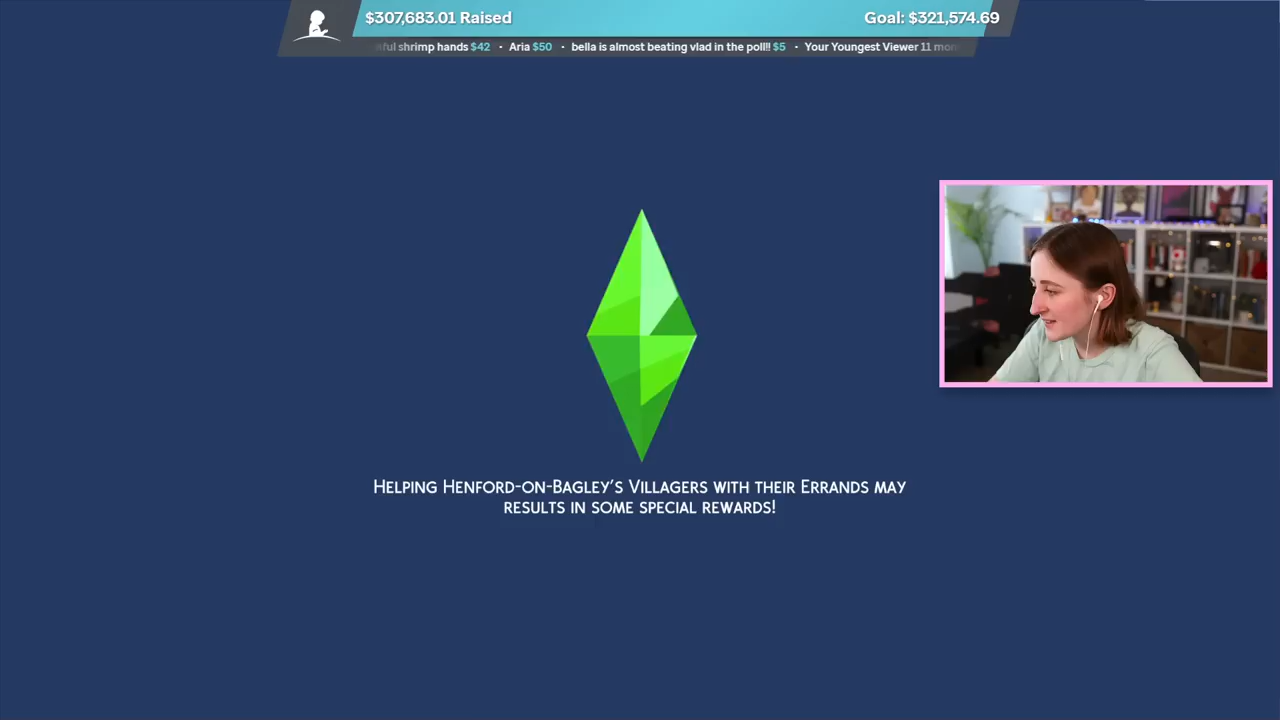 $307,683.01 Raised
Goal: $321,574.69
shrimp hands $42 • Aria $50 • bella is almost beating vlad in the poll!! $5 • Your Youngest Viewer 11
Helping Henford-on-Bagley's Villagers with their Errands may
results in some special rewards!